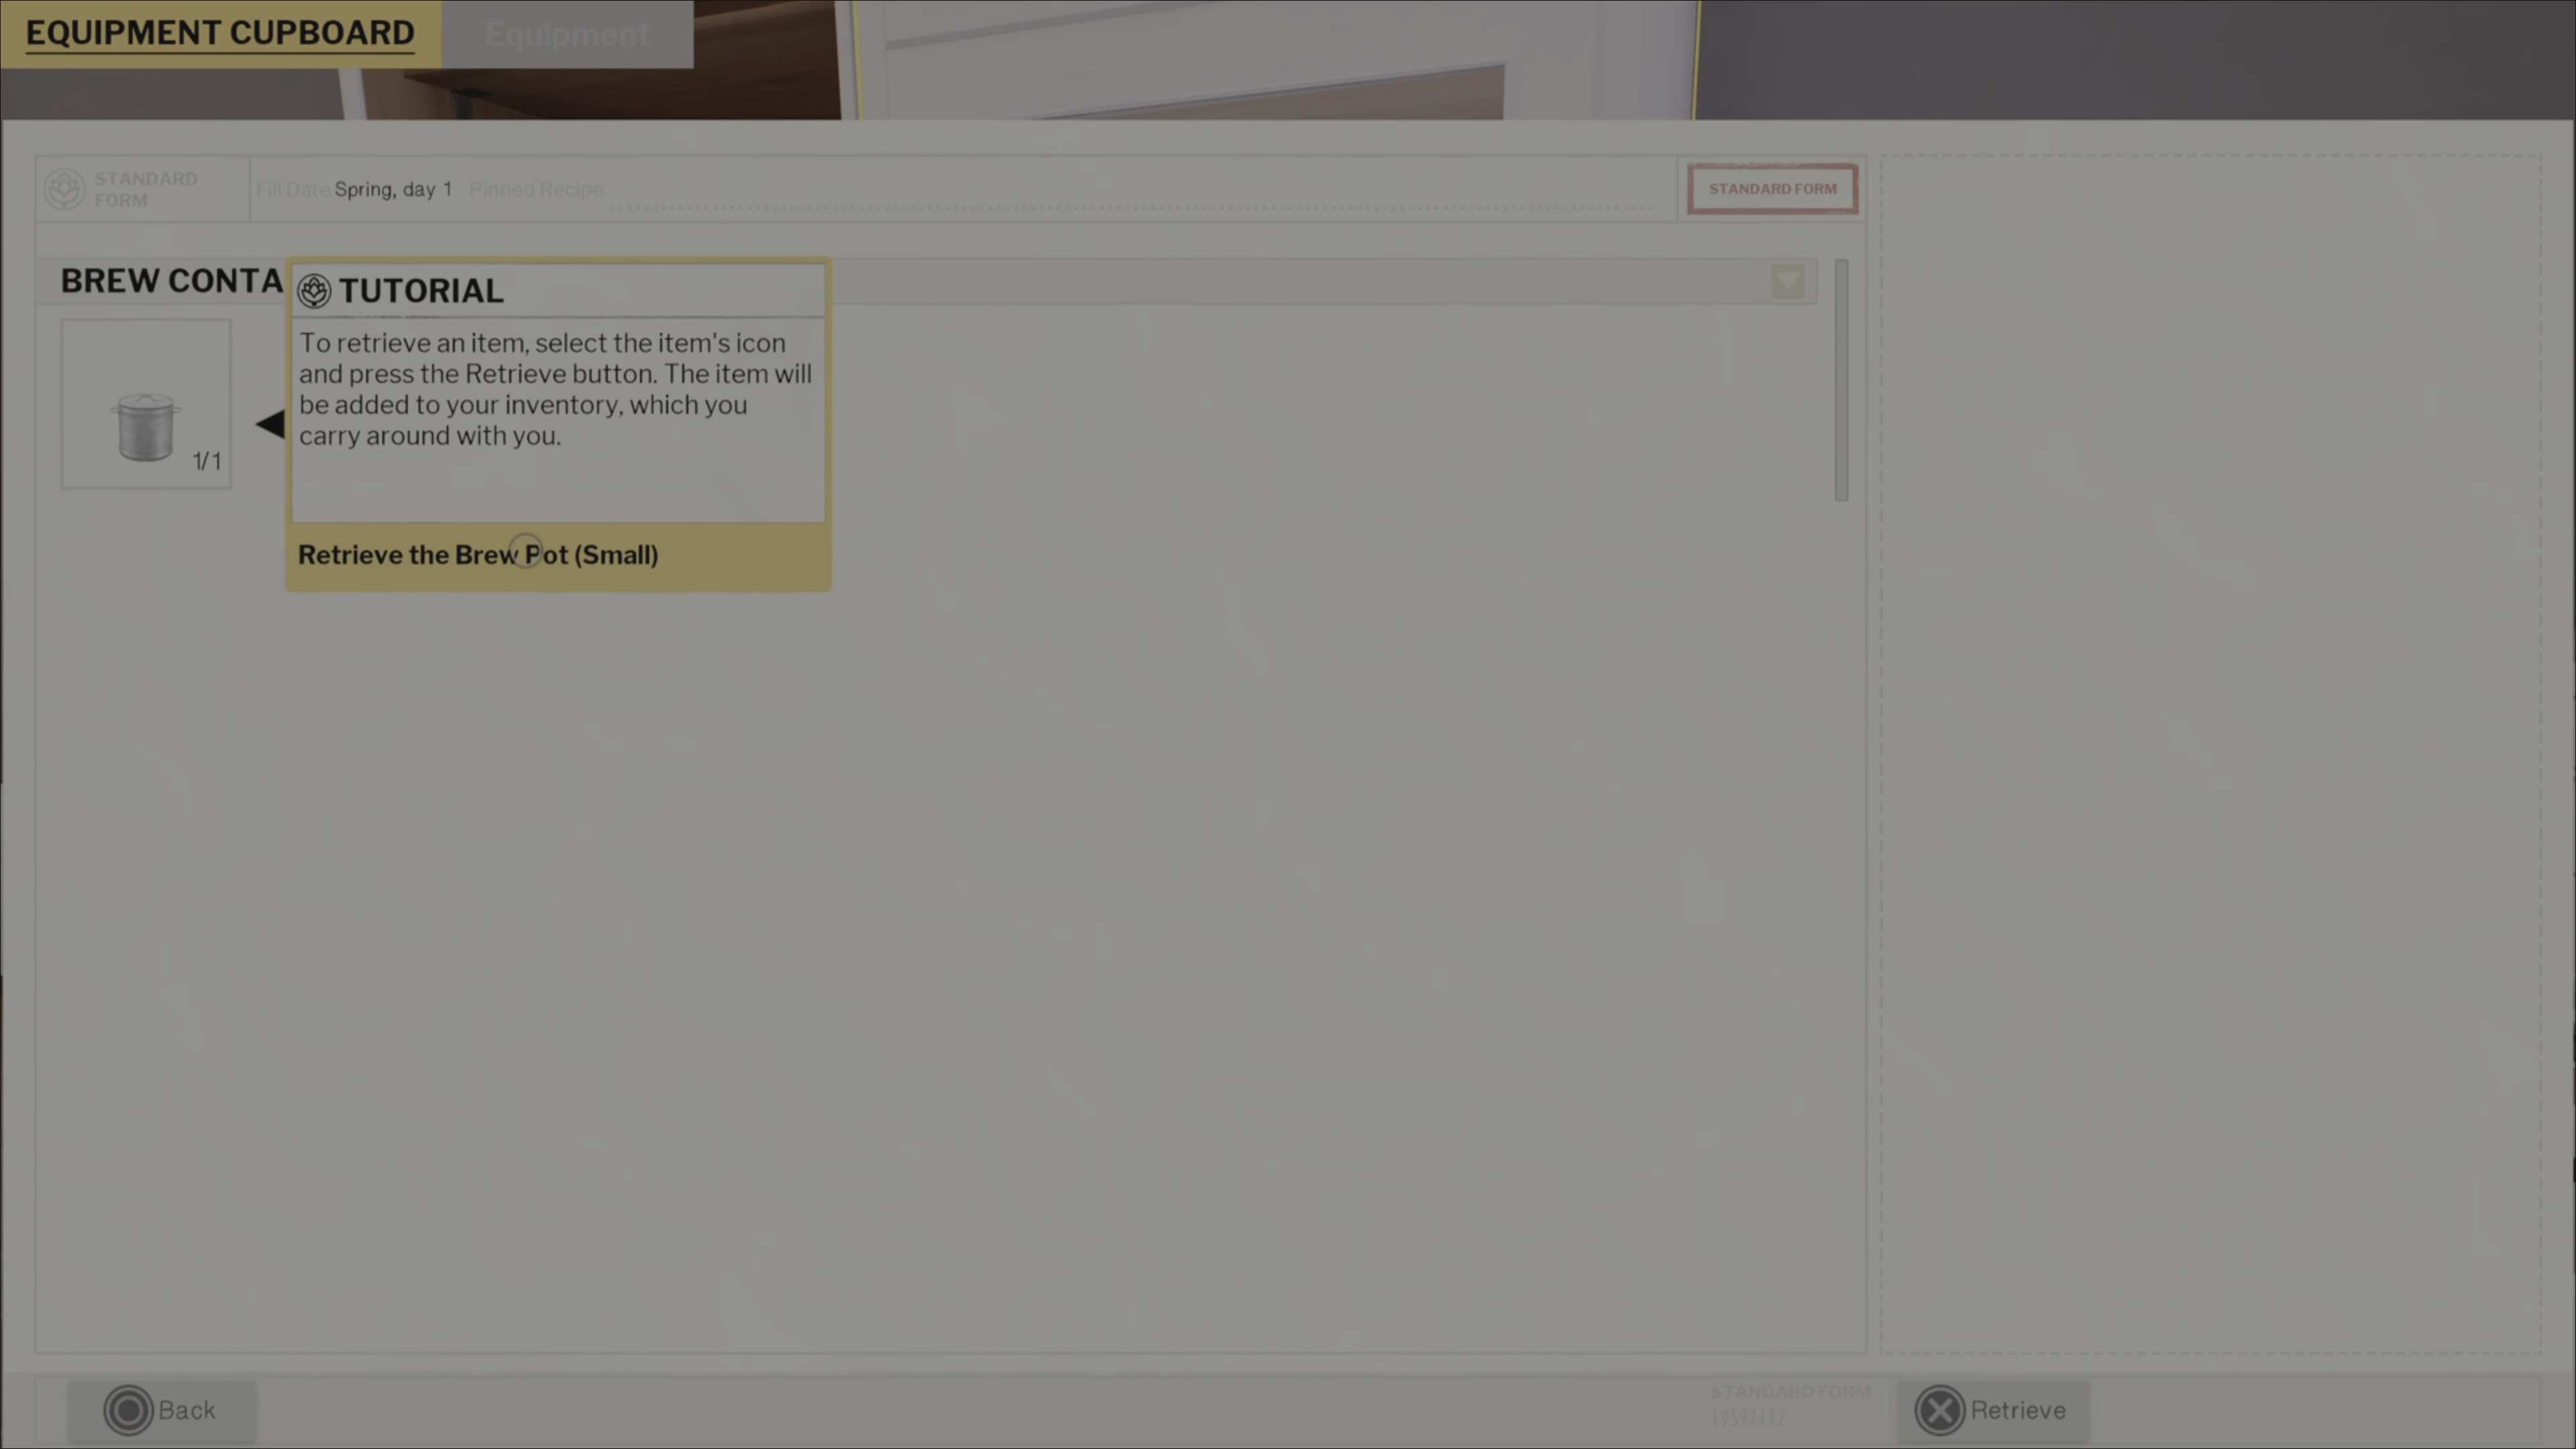 EQUIPMENT CUPBOARD
Equipment
STANDARD
FORM
Fill Date Spring, day 1 Pinned Recipe
STANDARD FORM
BREW CONTA
TUTORIAL
To retrieve an item, select the item's icon
and press the Retrieve button. The item will
be added to your inventory, which you
carry around with you.
1/1
Retrieve the Brew Pot (Small)
Back
STANDARD FORM
19592112
Retrieve